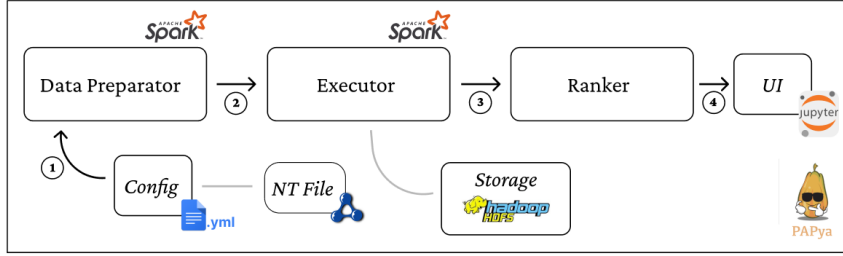 APACHE
Spark
APACHE
Spark
Data Preparator
Executor
Ranker
UI
2
3
4
jupyter
1
Config
.yml
NT File
Storage
hadoop
HDFS
PAPya